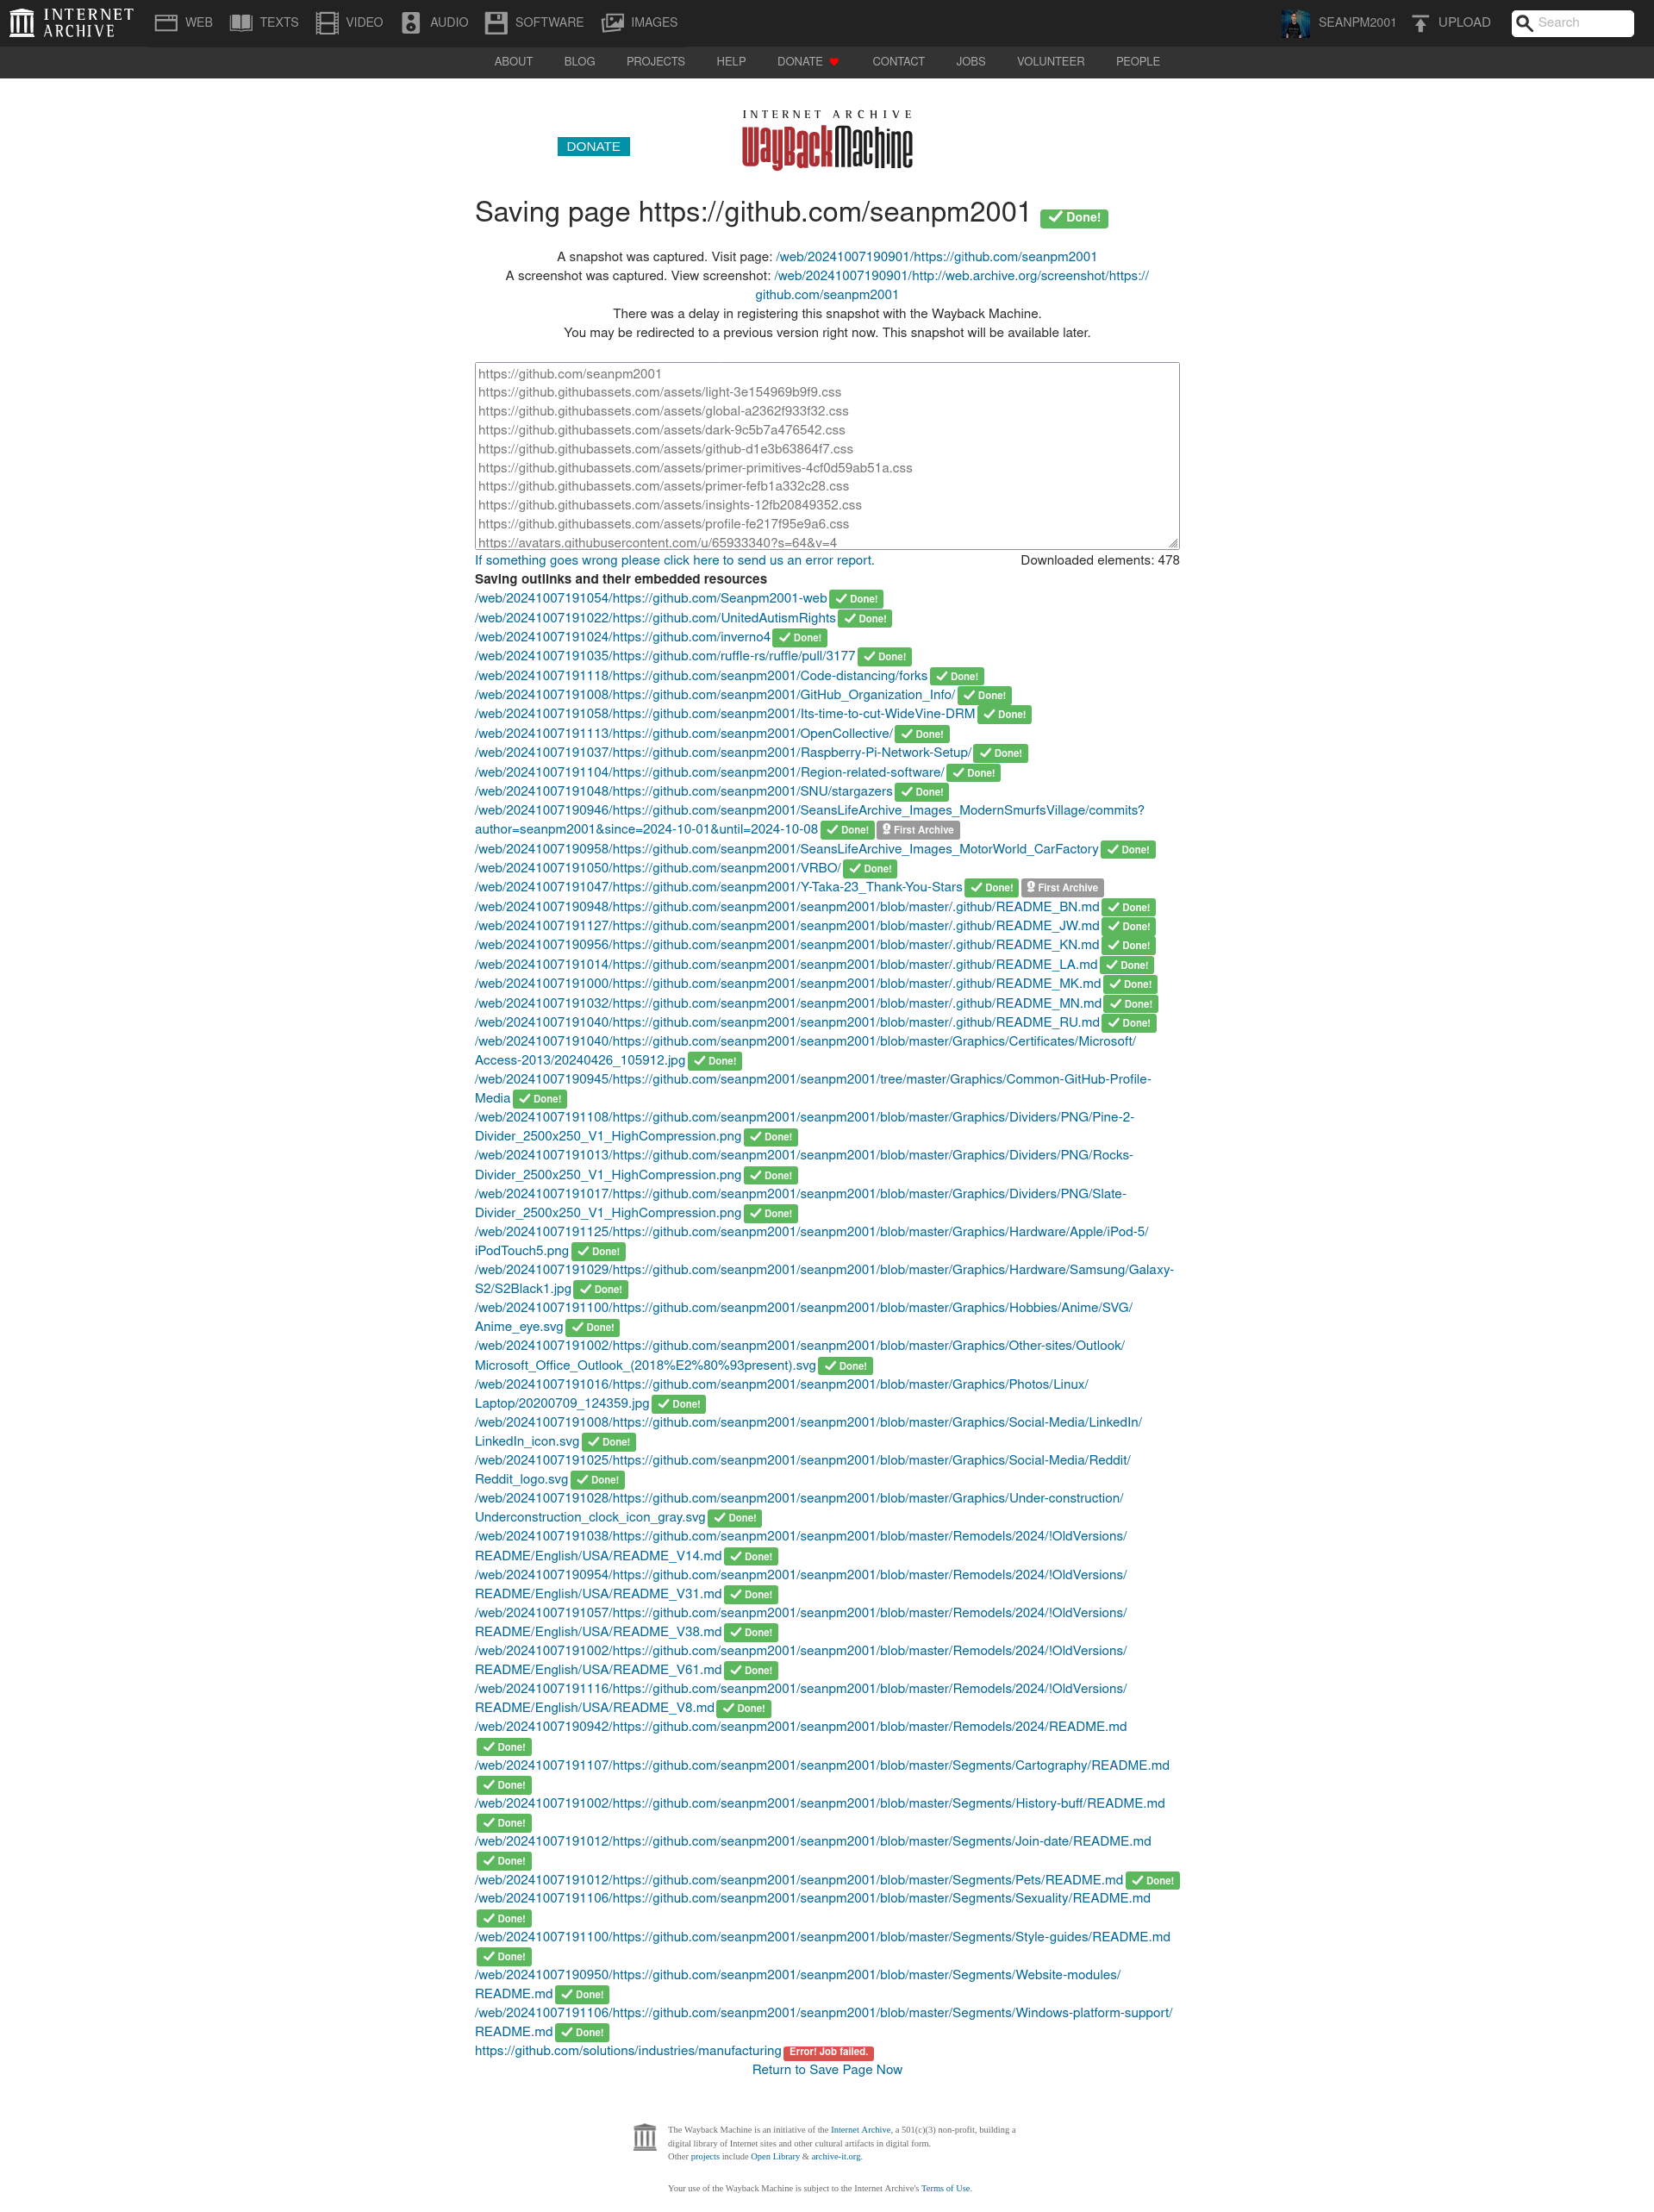 INTERNET ARCHIVE
WEB TEXTS VIDEO AUDIO SOFTWARE IMAGES SEANPM2001 UPLOAD Search
ABOUT BLOG PROJECTS HELP DONATE CONTACT JOBS VOLUNTEER PEOPLE
INTERNET ARCHIVE
WayBackMachine
DONATE
Saving page https://github.com/seanpm2001 Done!
A snapshot was captured. Visit page: /web/20241007190901/https://github.com/seanpm2001
A screenshot was captured. View screenshot: /web/20241007190901/http://web.archive.org/screenshot/https://
github.com/seanpm2001
There was a delay in registering this snapshot with the Wayback Machine.
You may be redirected to a previous version right now. This snapshot will be available later.
https://github.com/seanpm2001
https://github.githubassets.com/assets/light-3e154969b9f9.css
https://github.githubassets.com/assets/global-a2362f933f32.css
https://github.githubassets.com/assets/dark-9c5b7a476542.css
https://github.githubassets.com/assets/github-d1e3b63864f7.css
https://github.githubassets.com/assets/primer-primitives-4cf0d59ab51a.css
https://github.githubassets.com/assets/primer-fefb1a332c28.css
https://github.githubassets.com/assets/insights-12fb20849352.css
https://github.githubassets.com/assets/profile-fe217f95e9a6.css
https://avatars.githubusercontent.com/u/65933340?s=64&v=4
If something goes wrong please click here to send us an error report. Downloaded elements: 478
Saving outlinks and their embedded resources
/web/20241007191054/https://github.com/Seanpm2001-web Done!
/web/20241007191022/https://github.com/UnitedAutismRights Done!
/web/20241007191024/https://github.com/inverno4 Done!
/web/20241007191035/https://github.com/ruffle-rs/ruffle/pull/3177 Done!
/web/20241007191118/https://github.com/seanpm2001/Code-distancing/forks Done!
/web/20241007191008/https://github.com/seanpm2001/GitHub_Organization_Info/ Done!
/web/20241007191058/https://github.com/seanpm2001/Its-time-to-cut-WideVine-DRM Done!
/web/20241007191113/https://github.com/seanpm2001/OpenCollective/ Done!
/web/20241007191037/https://github.com/seanpm2001/Raspberry-Pi-Network-Setup/ Done!
/web/20241007191104/https://github.com/seanpm2001/Region-related-software/ Done!
/web/20241007191048/https://github.com/seanpm2001/SNU/stargazers Done!
/web/20241007190946/https://github.com/seanpm2001/SeansLifeArchive_Images_ModernSmurfsVillage/commits?
author=seanpm2001&since=2024-10-01&until=2024-10-08 Done! First Archive
/web/20241007190958/https://github.com/seanpm2001/SeansLifeArchive_Images_MotorWorld_CarFactory Done!
/web/20241007191050/https://github.com/seanpm2001/VRBO/ Done!
/web/20241007191047/https://github.com/seanpm2001/Y-Taka-23_Thank-You-Stars Done! First Archive
/web/20241007190948/https://github.com/seanpm2001/seanpm2001/blob/master/.github/README_BN.md Done!
/web/20241007191127/https://github.com/seanpm2001/seanpm2001/blob/master/.github/README_JW.md Done!
/web/20241007190956/https://github.com/seanpm2001/seanpm2001/blob/master/.github/README_KN.md Done!
/web/20241007191014/https://github.com/seanpm2001/seanpm2001/blob/master/.github/README_LA.md Done!
/web/20241007191000/https://github.com/seanpm2001/seanpm2001/blob/master/.github/README_MK.md Done!
/web/20241007191032/https://github.com/seanpm2001/seanpm2001/blob/master/.github/README_MN.md Done!
/web/20241007191040/https://github.com/seanpm2001/seanpm2001/blob/master/.github/README_RU.md Done!
/web/20241007191040/https://github.com/seanpm2001/seanpm2001/blob/master/Graphics/Certificates/Microsoft/
Access-2013/20240426_105912.jpg Done!
/web/20241007190945/https://github.com/seanpm2001/seanpm2001/tree/master/Graphics/Common-GitHub-Profile-
Media Done!
/web/20241007191108/https://github.com/seanpm2001/seanpm2001/blob/master/Graphics/Dividers/PNG/Pine-2-
Divider_2500x250_V1_HighCompression.png Done!
/web/20241007191013/https://github.com/seanpm2001/seanpm2001/blob/master/Graphics/Dividers/PNG/Rocks-
Divider_2500x250_V1_HighCompression.png Done!
/web/20241007191017/https://github.com/seanpm2001/seanpm2001/blob/master/Graphics/Dividers/PNG/Slate-
Divider_2500x250_V1_HighCompression.png Done!
/web/20241007191125/https://github.com/seanpm2001/seanpm2001/blob/master/Graphics/Hardware/Apple/iPod-5/
iPodTouch5.png Done!
/web/20241007191029/https://github.com/seanpm2001/seanpm2001/blob/master/Graphics/Hardware/Samsung/Galaxy-
S2/S2Black1.jpg Done!
/web/20241007191100/https://github.com/seanpm2001/seanpm2001/blob/master/Graphics/Hobbies/Anime/SVG/
Anime_eye.svg Done!
/web/20241007191002/https://github.com/seanpm2001/seanpm2001/blob/master/Graphics/Other-sites/Outlook/
Microsoft_Office_Outlook_(2018%E2%80%93present).svg Done!
/web/20241007191016/https://github.com/seanpm2001/seanpm2001/blob/master/Graphics/Photos/Linux/
Laptop/20200709_124359.jpg Done!
/web/20241007191008/https://github.com/seanpm2001/seanpm2001/blob/master/Graphics/Social-Media/LinkedIn/
LinkedIn_icon.svg Done!
/web/20241007191025/https://github.com/seanpm2001/seanpm2001/blob/master/Graphics/Social-Media/Reddit/
Reddit_logo.svg Done!
/web/20241007191028/https://github.com/seanpm2001/seanpm2001/blob/master/Graphics/Under-construction/
Underconstruction_clock_icon_gray.svg Done!
/web/20241007191038/https://github.com/seanpm2001/seanpm2001/blob/master/Remodels/2024/!OldVersions/
README/English/USA/README_V14.md Done!
/web/20241007190954/https://github.com/seanpm2001/seanpm2001/blob/master/Remodels/2024/!OldVersions/
README/English/USA/README_V31.md Done!
/web/20241007191057/https://github.com/seanpm2001/seanpm2001/blob/master/Remodels/2024/!OldVersions/
README/English/USA/README_V38.md Done!
/web/20241007191002/https://github.com/seanpm2001/seanpm2001/blob/master/Remodels/2024/!OldVersions/
README/English/USA/README_V61.md Done!
/web/20241007191116/https://github.com/seanpm2001/seanpm2001/blob/master/Remodels/2024/!OldVersions/
README/English/USA/README_V8.md Done!
/web/20241007190942/https://github.com/seanpm2001/seanpm2001/blob/master/Remodels/2024/README.md
Done!
/web/20241007191107/https://github.com/seanpm2001/seanpm2001/blob/master/Segments/Cartography/README.md
Done!
/web/20241007191002/https://github.com/seanpm2001/seanpm2001/blob/master/Segments/History-buff/README.md
Done!
/web/20241007191012/https://github.com/seanpm2001/seanpm2001/blob/master/Segments/Join-date/README.md
Done!
/web/20241007191012/https://github.com/seanpm2001/seanpm2001/blob/master/Segments/Pets/README.md Done!
/web/20241007191106/https://github.com/seanpm2001/seanpm2001/blob/master/Segments/Sexuality/README.md
Done!
/web/20241007191100/https://github.com/seanpm2001/seanpm2001/blob/master/Segments/Style-guides/README.md
Done!
/web/20241007190950/https://github.com/seanpm2001/seanpm2001/blob/master/Segments/Website-modules/
README.md Done!
/web/20241007191106/https://github.com/seanpm2001/seanpm2001/blob/master/Segments/Windows-platform-support/
README.md Done!
https://github.com/solutions/industries/manufacturing Error! Job failed.
Return to Save Page Now
The Wayback Machine is an initiative of the Internet Archive, a 501(c)(3) non-profit, building a
digital library of Internet sites and other cultural artifacts in digital form.
Other projects include Open Library & archive-it.org.
Your use of the Wayback Machine is subject to the Internet Archive's Terms of Use.